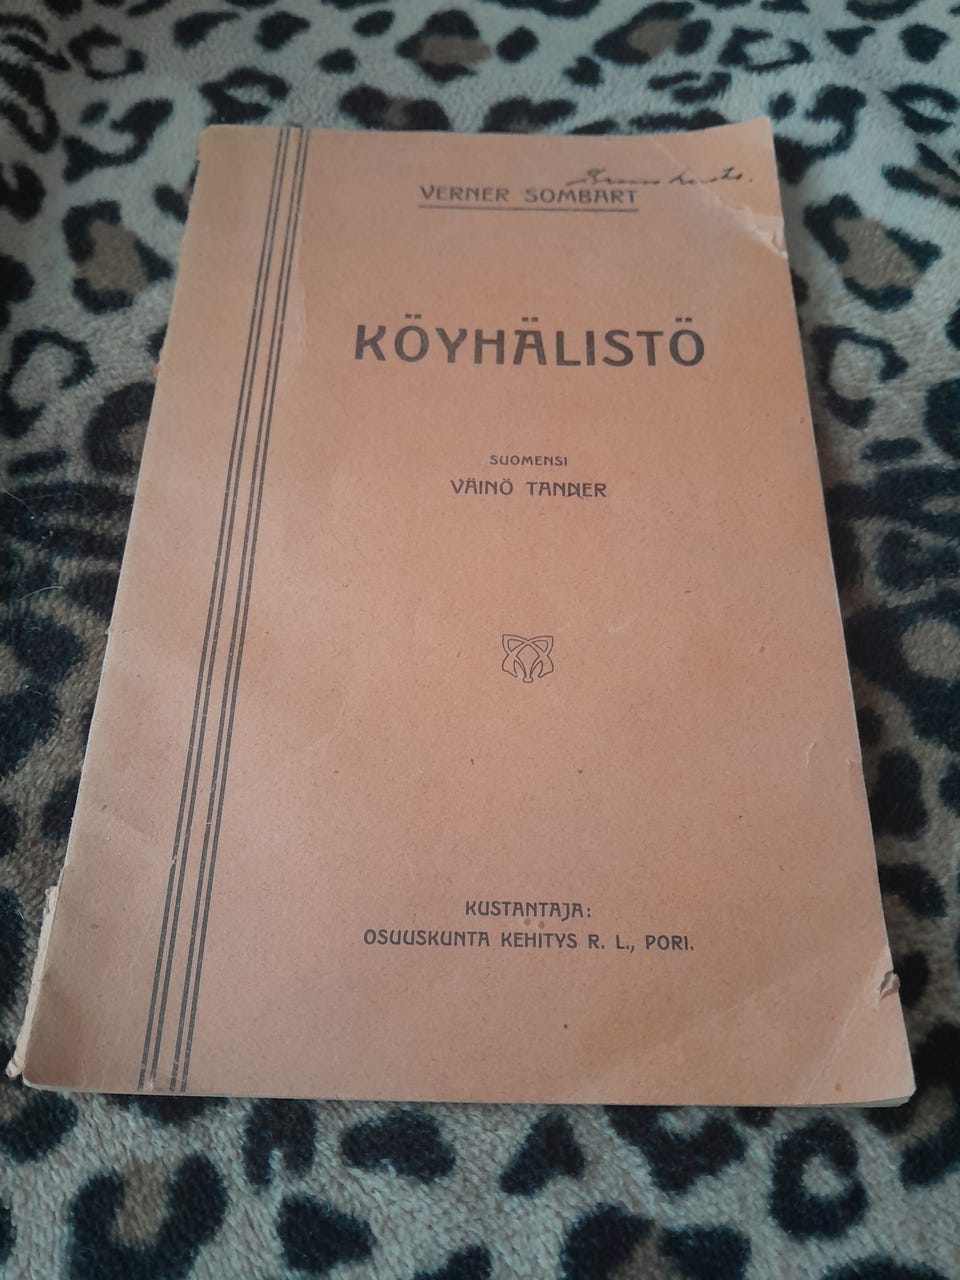 VERNER SOMBART
KÖYHÄLISTÖ
SUOMENSI
VÄINÖ TANNER
KUSTANTAJA:
OSUUSKUNTA KEHITYS R. L., PORI.